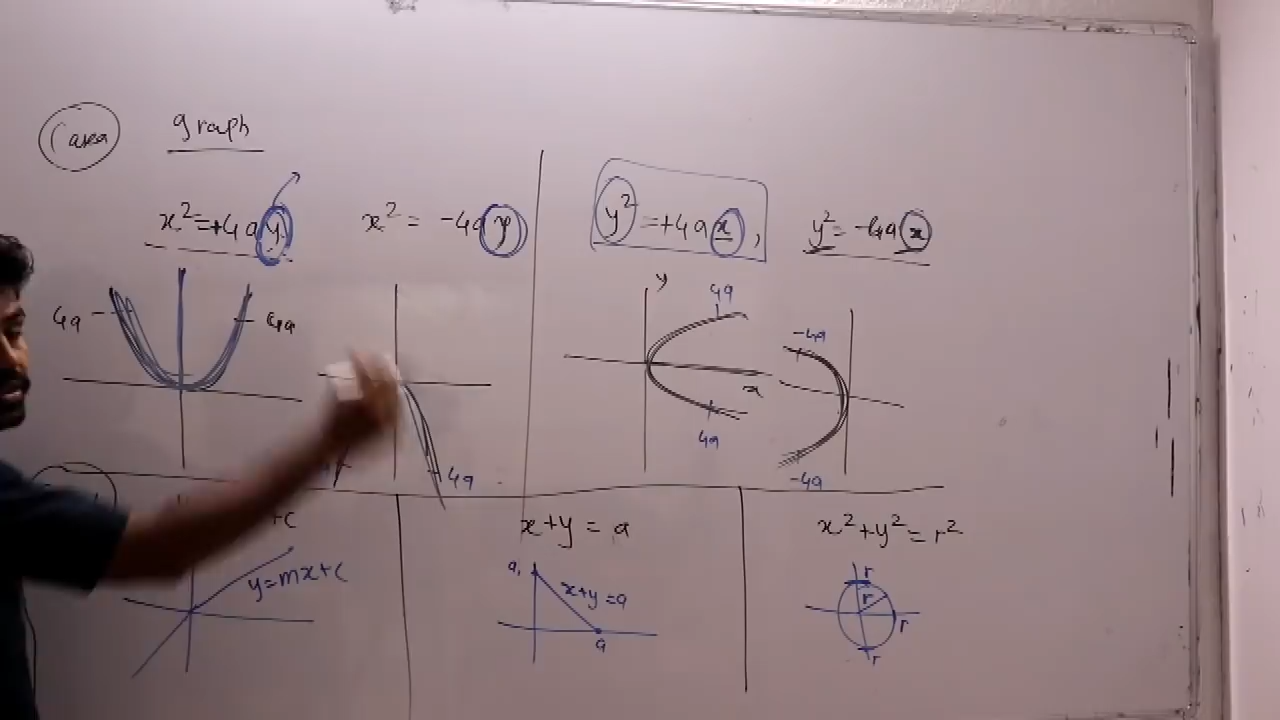 area graph
x²=+4ay x² = -4ay y² =+4ax , y² = -4ax
4a 4a
y 4a x 4a
-4a -4a
4a
+c x+y = a x²+y² = r²
y=mx+c
a, x+y=a a
r r r r